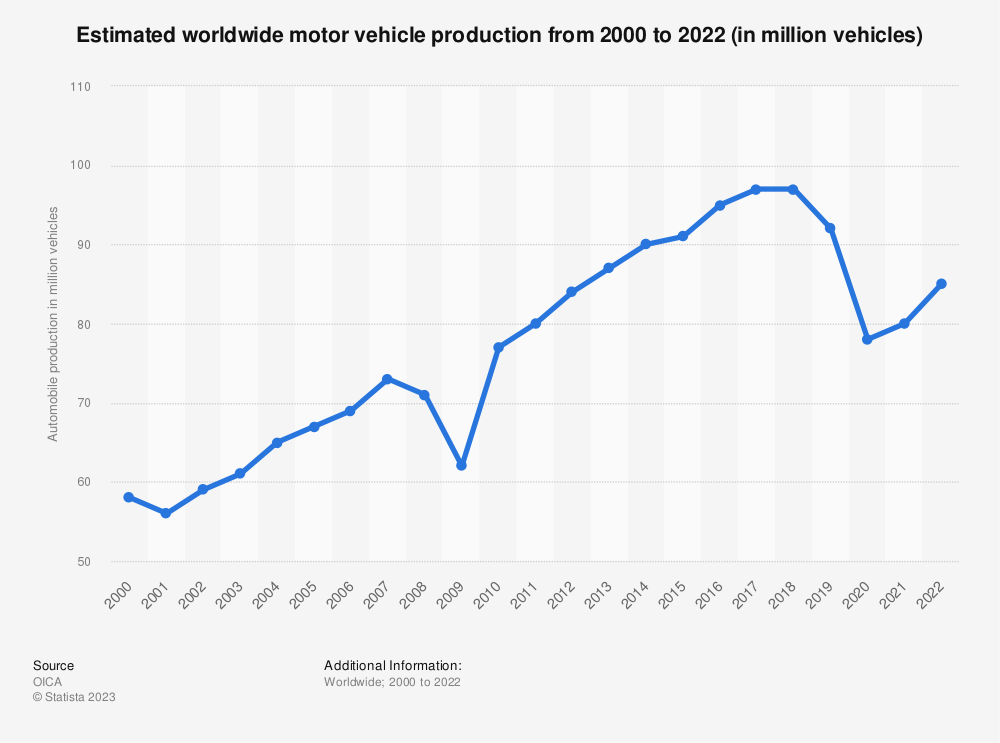 Estimated worldwide motor vehicle production from 2000 to 2022 (in million vehicles)
Automobile production in million vehicles
110
100
90
80
70
60
50
2000 2001 2002 2003 2004 2005 2006 2007 2008 2009 2010 2011 2012 2013 2014 2015 2016 2017 2018 2019 2020 2021 2022
Source
OICA
© Statista 2023
Additional Information:
Worldwide; 2000 to 2022